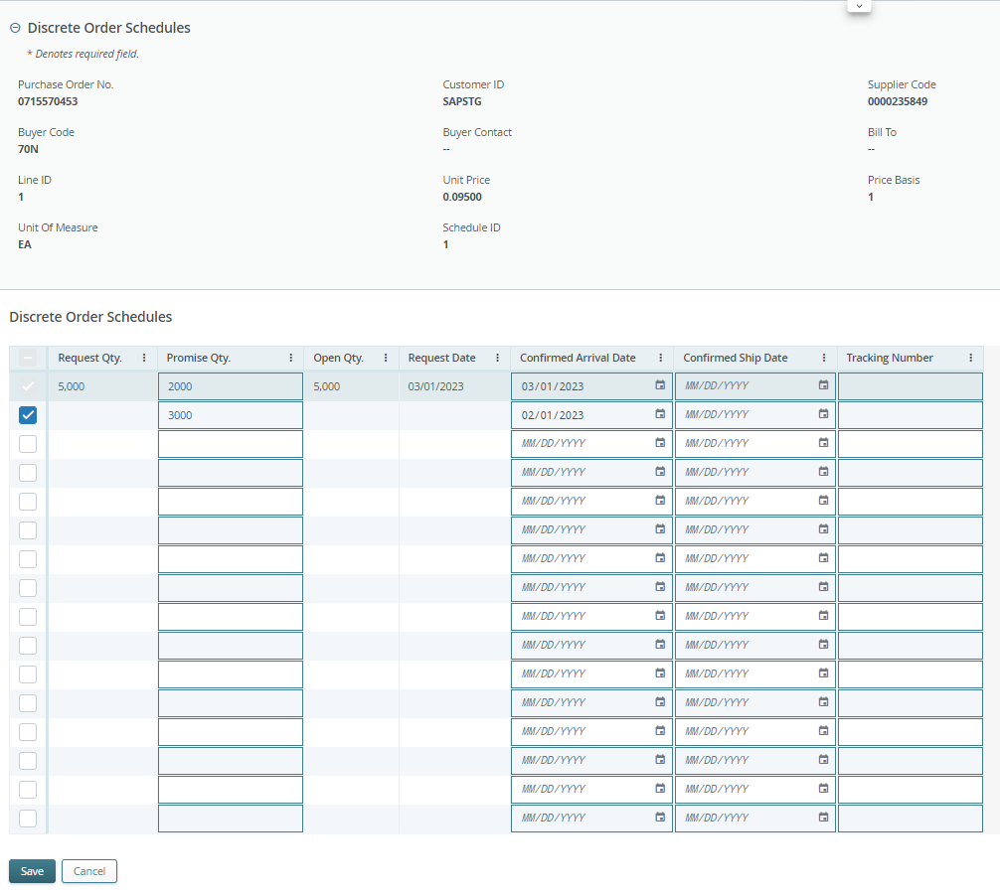 Discrete Order Schedules
* Denotes required field.
Purchase Order No. Customer ID Supplier Code
0715570453 SAPSTG 0000235849
Buyer Code Buyer Contact Bill To
70N -- --
Line ID Unit Price Price Basis
1 0.09500 1
Unit Of Measure Schedule ID
EA 1
Discrete Order Schedules
Request Qty. Promise Qty. Open Qty. Request Date Confirmed Arrival Date Confirmed Ship Date Tracking Number
5,000 2000 5,000 03/01/2023 03/01/2023 MM/DD/YYYY
3000 02/01/2023 MM/DD/YYYY
MM/DD/YYYY MM/DD/YYYY
MM/DD/YYYY MM/DD/YYYY
MM/DD/YYYY MM/DD/YYYY
MM/DD/YYYY MM/DD/YYYY
MM/DD/YYYY MM/DD/YYYY
MM/DD/YYYY MM/DD/YYYY
MM/DD/YYYY MM/DD/YYYY
MM/DD/YYYY MM/DD/YYYY
MM/DD/YYYY MM/DD/YYYY
MM/DD/YYYY MM/DD/YYYY
MM/DD/YYYY MM/DD/YYYY
MM/DD/YYYY MM/DD/YYYY
MM/DD/YYYY MM/DD/YYYY
MM/DD/YYYY MM/DD/YYYY
Save Cancel